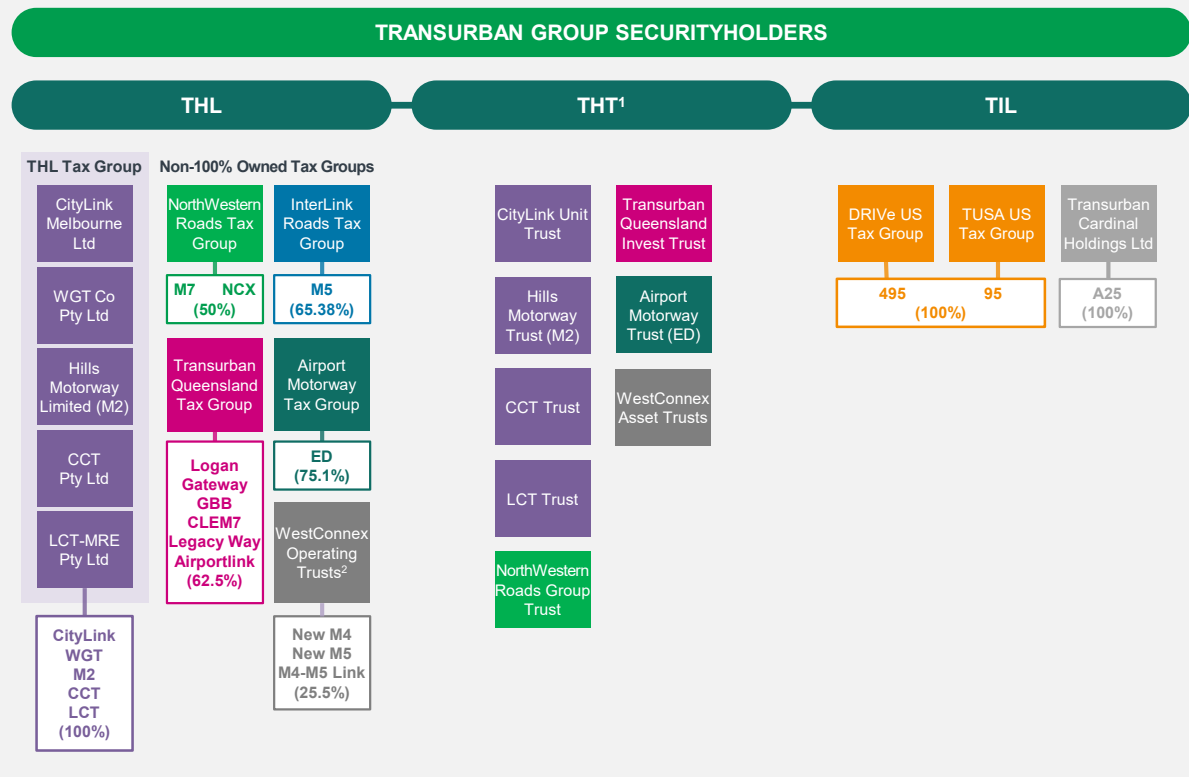 TRANSURBAN GROUP SECURITYHOLDERS
THL
THT¹
TIL
THL Tax Group
Non-100% Owned Tax Groups
CityLink
Melbourne
Ltd
WGT Co
Pty Ltd
Hills
Motorway
Limited (M2)
CCT
Pty Ltd
LCT-MRE
Pty Ltd
CityLink
WGT
M2
CCT
LCT
(100%)
NorthWestern
Roads Tax
Group
M7 NCX
(50%)
Transurban
Queensland
Tax Group
Logan
Gateway
GBB
CLEM7
Legacy Way
Airportlink
(62.5%)
InterLink
Roads Tax
Group
M5
(65.38%)
Airport
Motorway
Tax Group
ED
(75.1%)
WestConnex
Operating
Trusts²
New M4
New M5
M4-M5 Link
(25.5%)
CityLink Unit
Trust
Hills
Motorway
Trust (M2)
CCT Trust
LCT Trust
NorthWestern
Roads Group
Trust
Transurban
Queensland
Invest Trust
Airport
Motorway
Trust (ED)
WestConnex
Asset Trusts
DRIVe US
Tax Group
TUSA US
Tax Group
495 95
(100%)
Transurban
Cardinal
Holdings Ltd
A25
(100%)